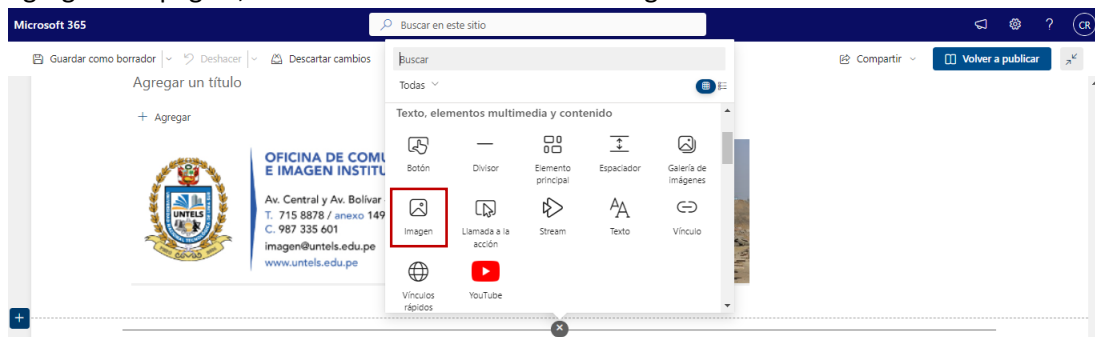 Microsoft 365
Buscar en este sitio
CR
Guardar como borrador
Deshacer
Descartar cambios
Compartir
Volver a publicar
Buscar
Todas
Agregar un título
Agregar
Texto, elementos multimedia y contenido
Botón
Divisor
Elemento principal
Espaciador
Galería de imágenes
Imagen
Llamada a la acción
Stream
Texto
Vínculo
Vínculos rápidos
YouTube
UNTELS
OFICINA DE
E IMAGEN
Av. Central y Av. Bolívar
T. 715 8878 / anexo 149
C. 987 335 601
imagen@untels.edu.pe
www.untels.edu.pe